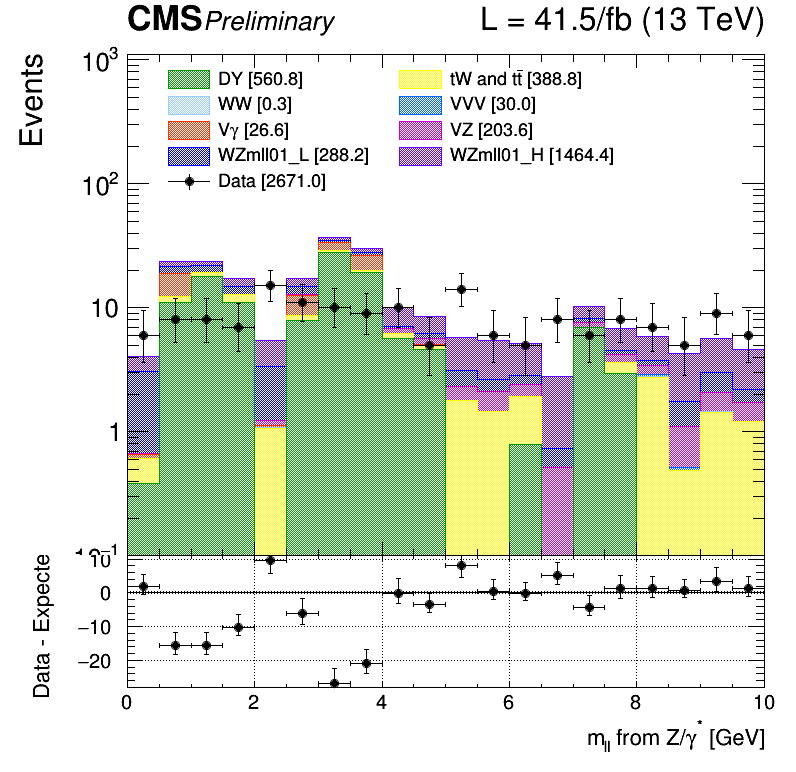 CMS Preliminary L = 41.5/fb (13 TeV)
Events
10³
10²
10
1
DY [560.8] tW and tt̄ [388.8]
WW [0.3] VVV [30.0]
Vγ [26.6] VZ [203.6]
WZmll01_L [288.2] WZmll01_H [1464.4]
Data [2671.0]
Data - Expecte
10
0
−10
−20
0 2 4 6 8 10
m_ll from Z/γ* [GeV]